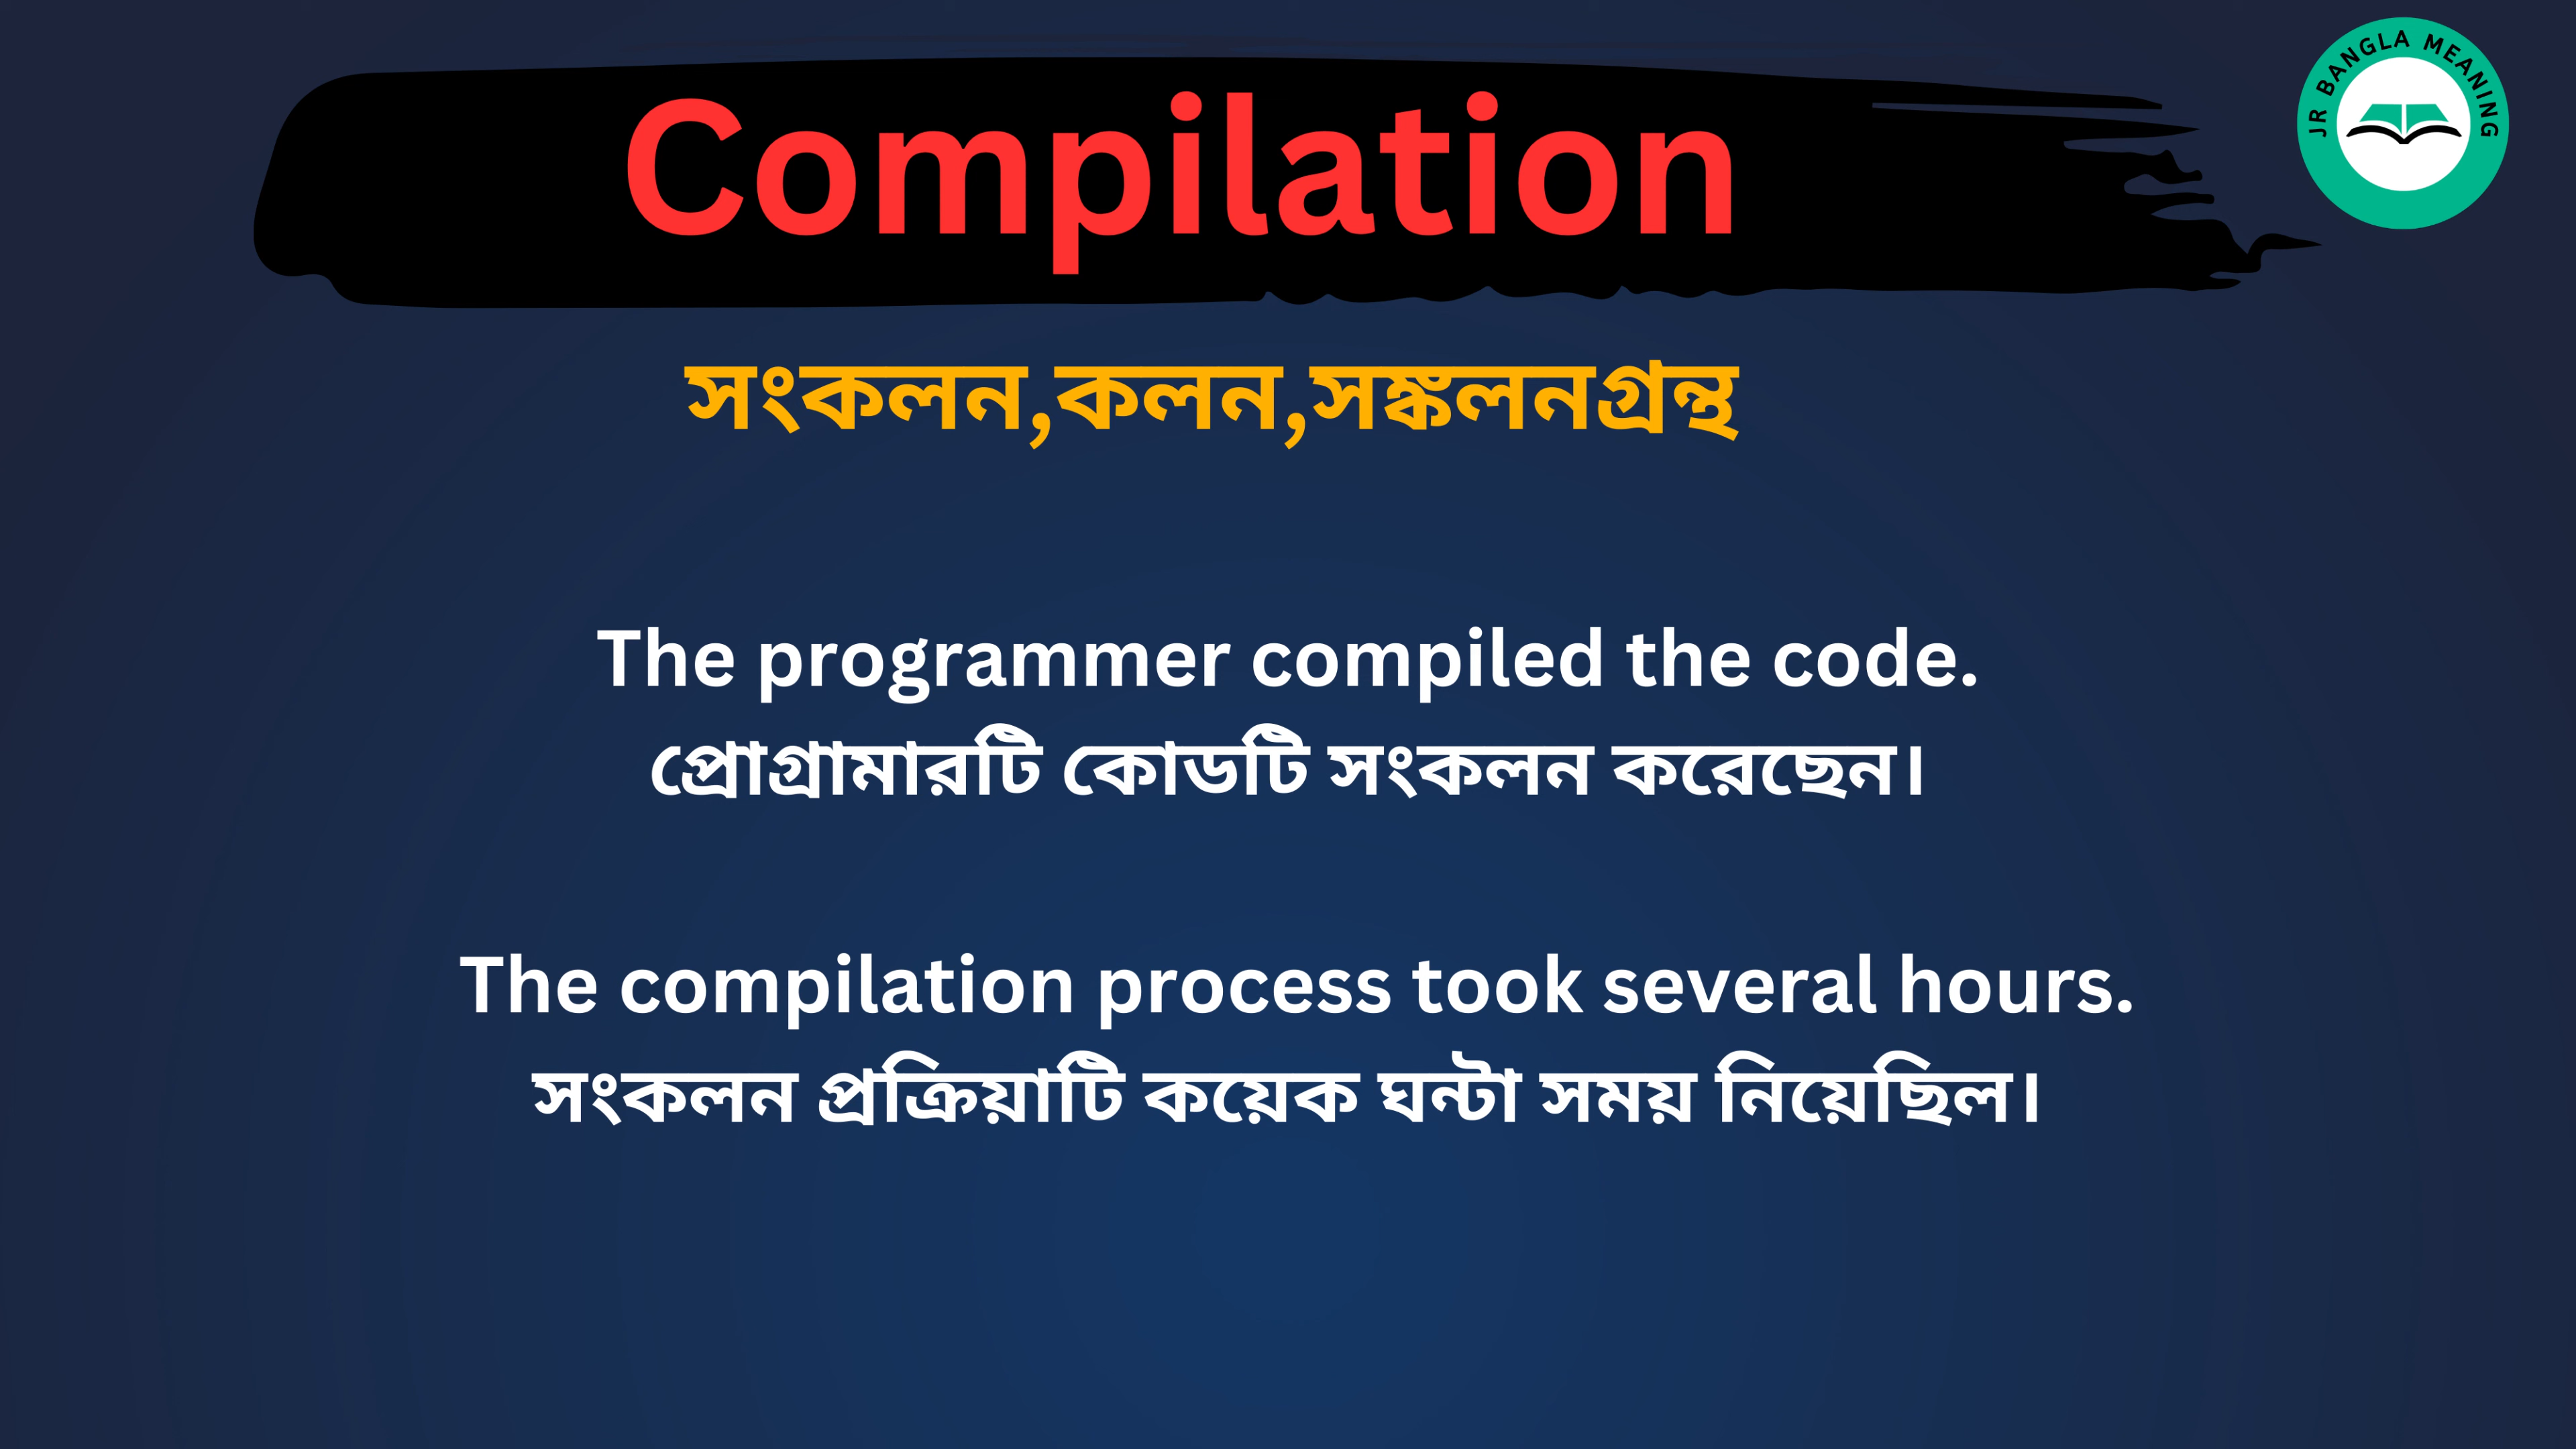 Compilation
JR BANGLA MEANING
সংকলন,কলন,সঙ্কলনগ্রন্থ
The programmer compiled the code.
প্রোগ্রামারটি কোডটি সংকলন করেছেন।
The compilation process took several hours.
সংকলন প্রক্রিয়াটি কয়েক ঘন্টা সময় নিয়েছিল।